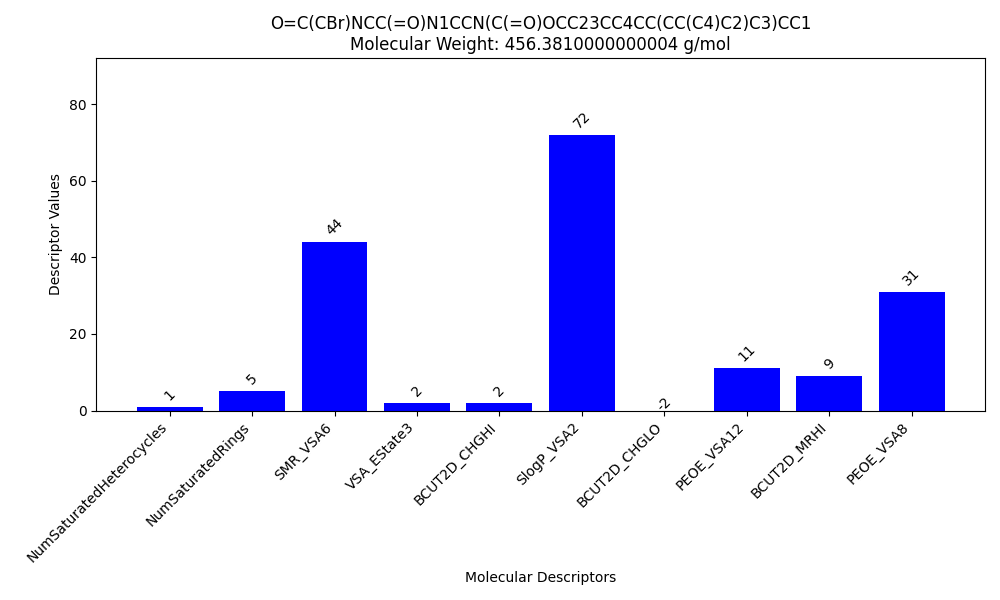 O=C(CBr)NCC(=O)N1CCN(C(=O)OCC23CC4CC(CC(C4)C2)C3)CC1
Molecular Weight: 456.3810000000004 g/mol
Descriptor Values
80
60
40
20
0
1
5
44
2
2
72
-2
11
9
31
NumSaturatedHeterocycles
NumSaturatedRings
SMR_VSA6
VSA_EState3
BCUT2D_CHGHI
SlogP_VSA2
BCUT2D_CHGLO
PEOE_VSA12
BCUT2D_MRHI
PEOE_VSA8
Molecular Descriptors